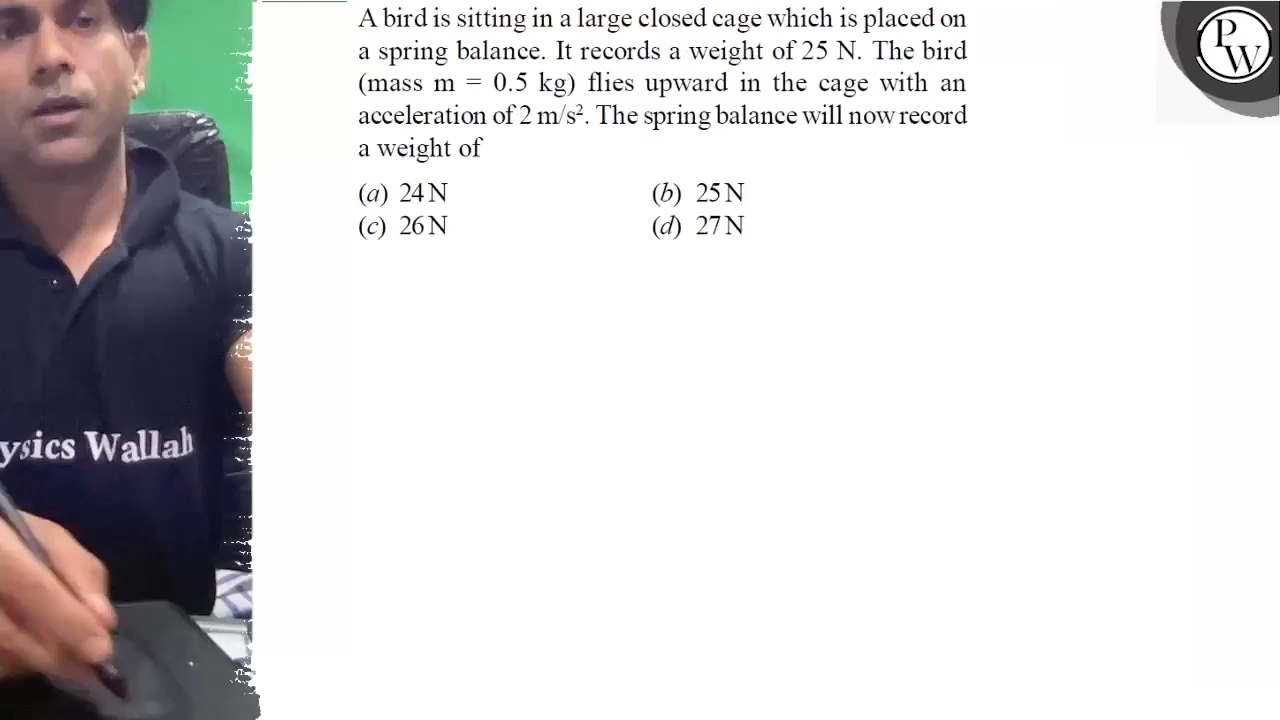 A bird is sitting in a large closed cage which is placed on
a spring balance. It records a weight of 25 N. The bird
(mass m = 0.5 kg) flies upward in the cage with an
acceleration of 2 m/s². The spring balance will now record
a weight of
(a) 24 N (b) 25 N
(c) 26 N (d) 27 N
PW
ysics Wallah